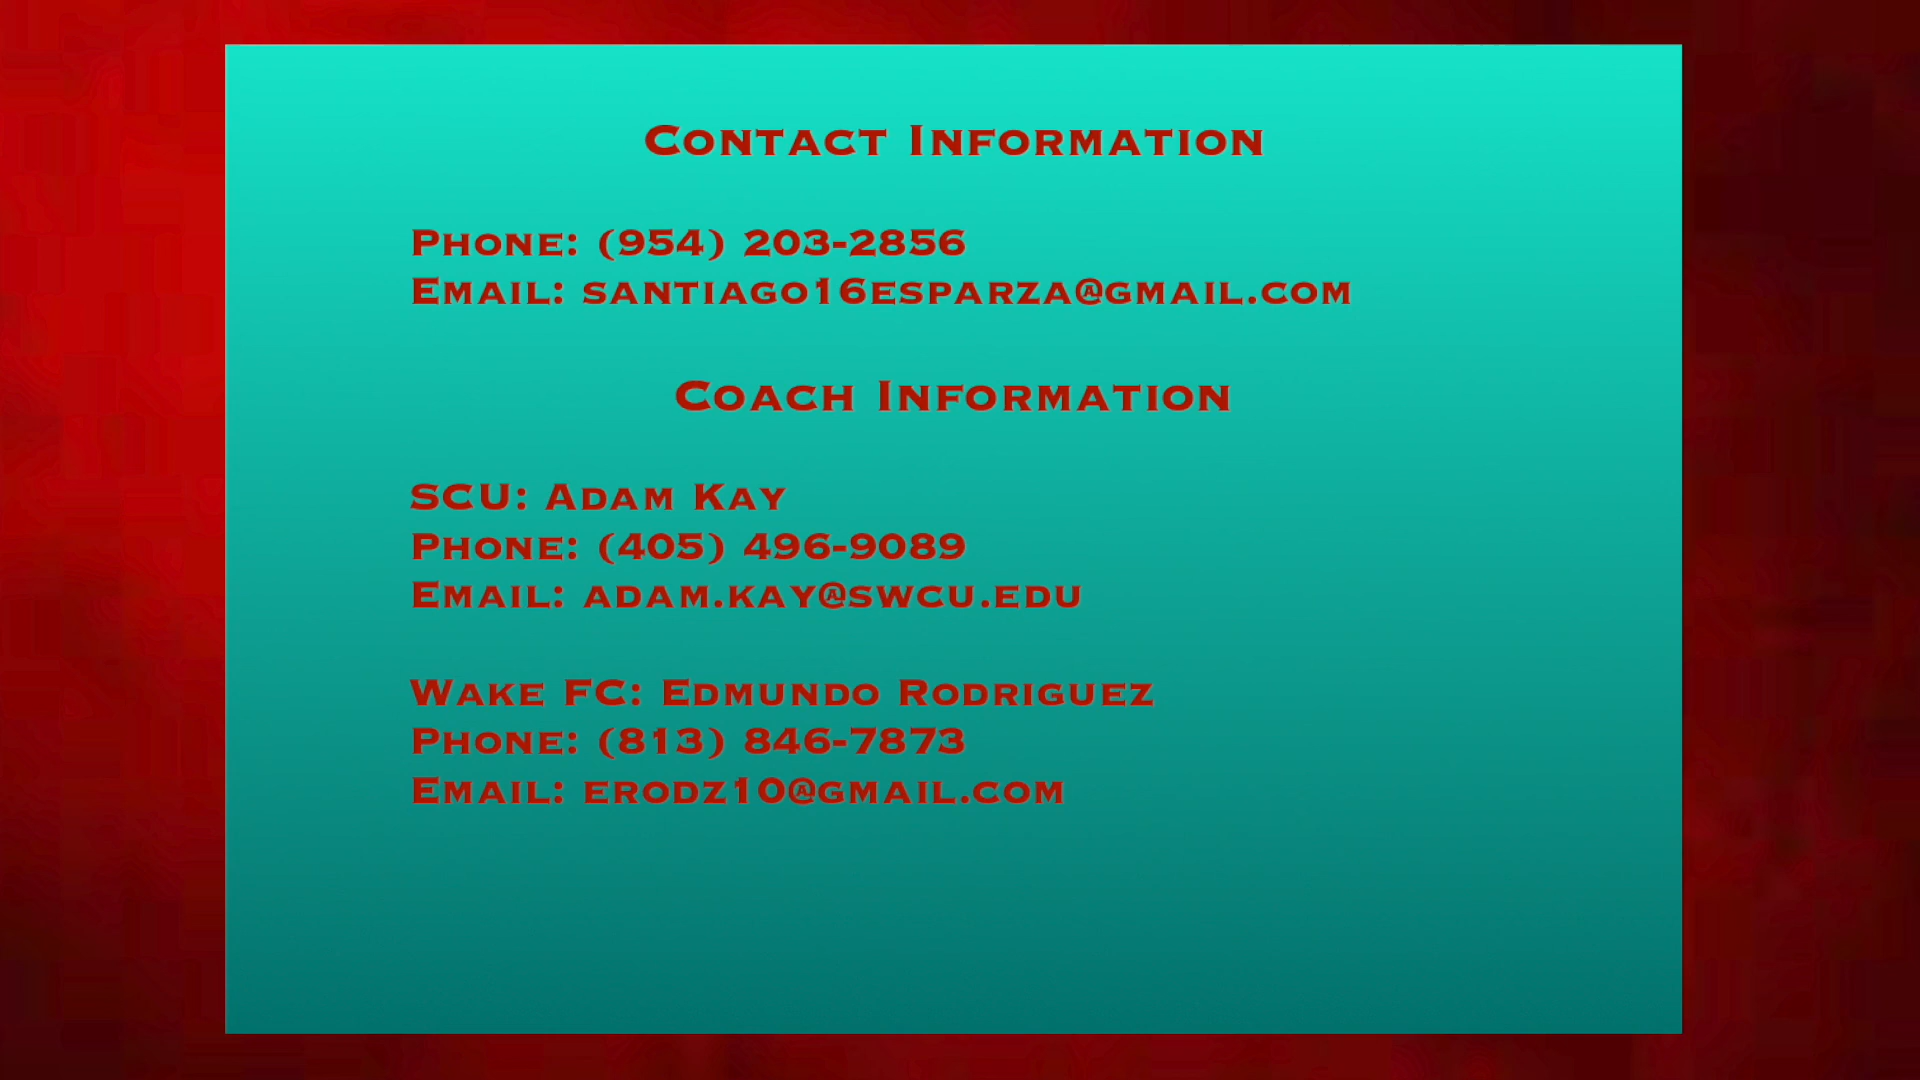 Contact Information
Phone: (954) 203-2856
Email: santiago16esparza@gmail.com
Coach Information
SCU: Adam Kay
Phone: (405) 496-9089
Email: adam.kay@swcu.edu
Wake FC: Edmundo Rodriguez
Phone: (813) 846-7873
Email: erodz10@gmail.com